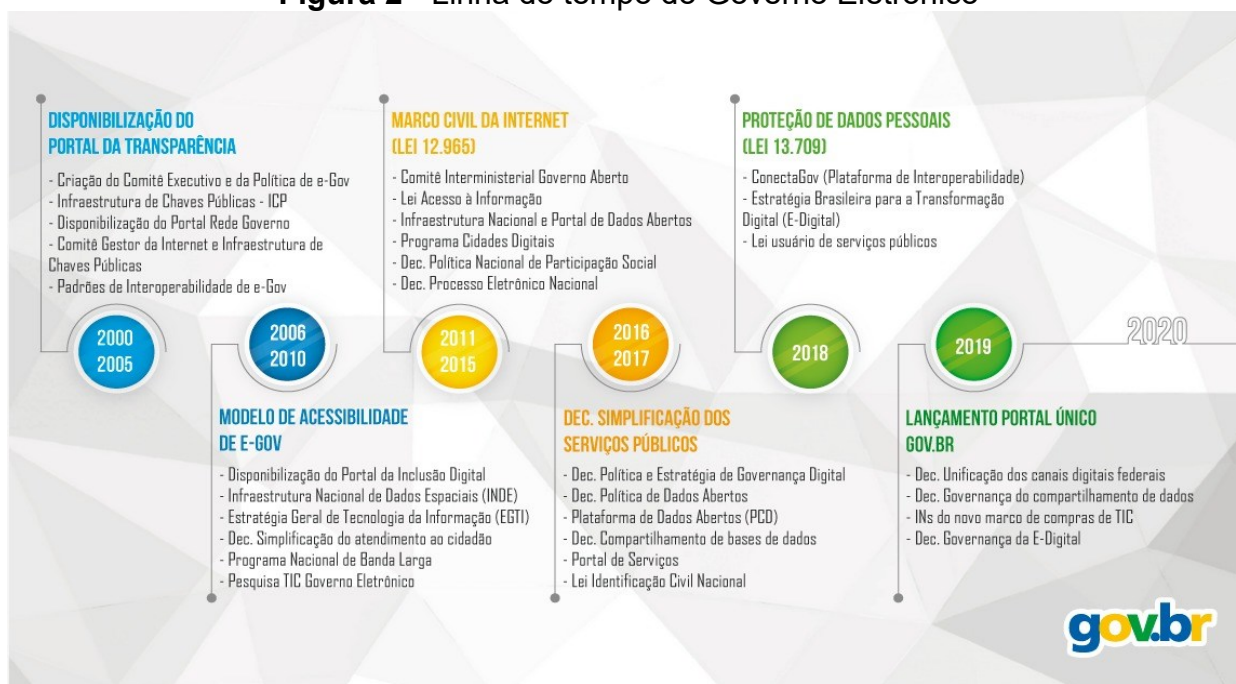 Figura 2 - Linha do tempo do Governo Eletrônico
DISPONIBILIZAÇÃO DO
PORTAL DA TRANSPARÊNCIA
- Criação do Comitê Executivo e da Política de e-Gov
- Infraestrutura de Chaves Públicas - ICP
- Disponibilização do Portal Rede Governo
- Comitê Gestor da Internet e Infraestrutura de
Chaves Públicas
- Padrões de Interoperabilidade de e-Gov
2000
2005
MODELO DE ACESSIBILIDADE
DE E-GOV
- Disponibilização do Portal da Inclusão Digital
- Infraestrutura Nacional de Dados Espaciais (INDE)
- Estratégia Geral de Tecnologia da Informação (EGTI)
- Dec. Simplificação do atendimento ao cidadão
- Programa Nacional de Banda Larga
- Pesquisa TIC Governo Eletrônico
2006
2010
MARCO CIVIL DA INTERNET
(LEI 12.965)
- Comitê Interministerial Governo Aberto
- Lei Acesso à Informação
- Infraestrutura Nacional e Portal de Dados Abertos
- Programa Cidades Digitais
- Dec. Política Nacional de Participação Social
- Dec. Processo Eletrônico Nacional
2011
2015
DEC. SIMPLIFICAÇÃO DOS
SERVIÇOS PÚBLICOS
- Dec. Política e Estratégia de Governança Digital
- Dec. Política de Dados Abertos
- Plataforma de Dados Abertos (PCD)
- Dec. Compartilhamento de bases de dados
- Portal de Serviços
- Lei Identificação Civil Nacional
2016
2017
PROTEÇÃO DE DADOS PESSOAIS
(LEI 13.709)
- ConectaGov (Plataforma de Interoperabilidade)
- Estratégia Brasileira para a Transformação
Digital (E-Digital)
- Lei usuário de serviços públicos
2018
LANÇAMENTO PORTAL ÚNICO
GOV.BR
- Dec. Unificação dos canais digitais federais
- Dec. Governança do compartilhamento de dados
- INs do novo marco de compras de TIC
- Dec. Governança da E-Digital
2019
2020
gov.br